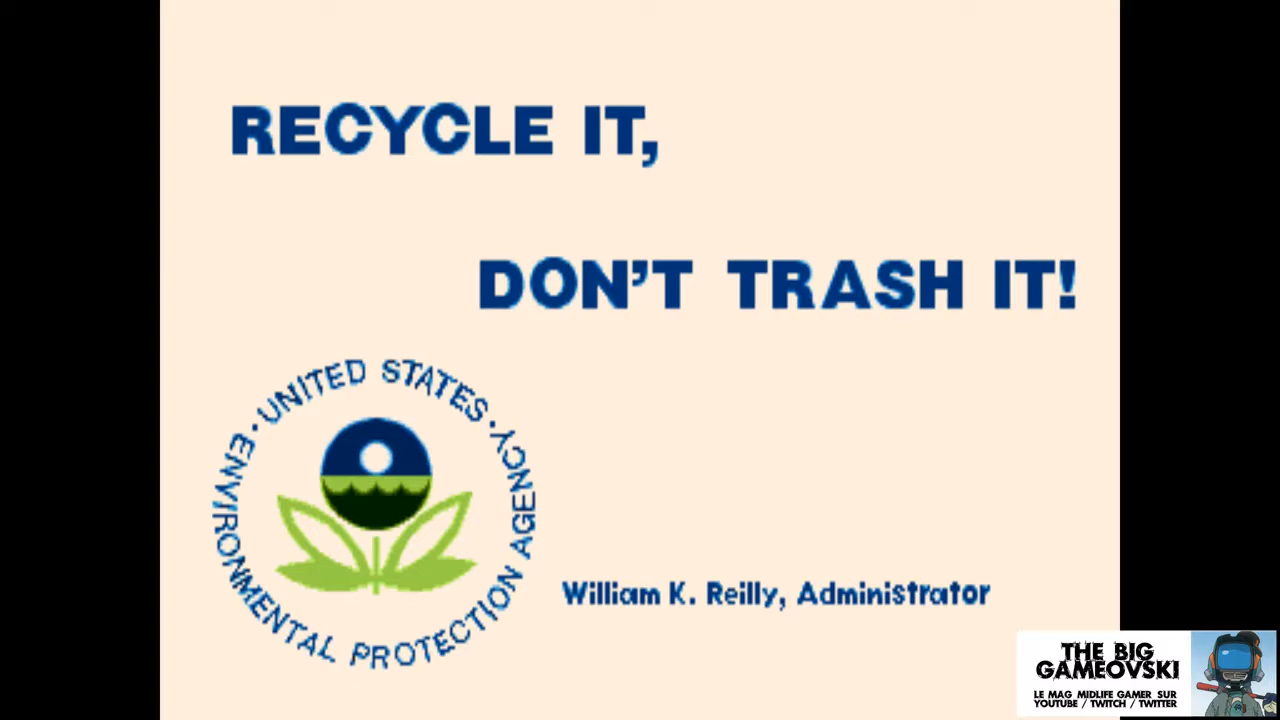 RECYCLE IT,
DON'T TRASH IT!
UNITED STATES · ENVIRONMENTAL PROTECTION AGENCY ·
William K. Reilly, Administrator
THE BIG
GAMEOVSKI
LE MAG MIDLIFE GAMER SUR
YOUTUBE / TWITCH / TWITTER